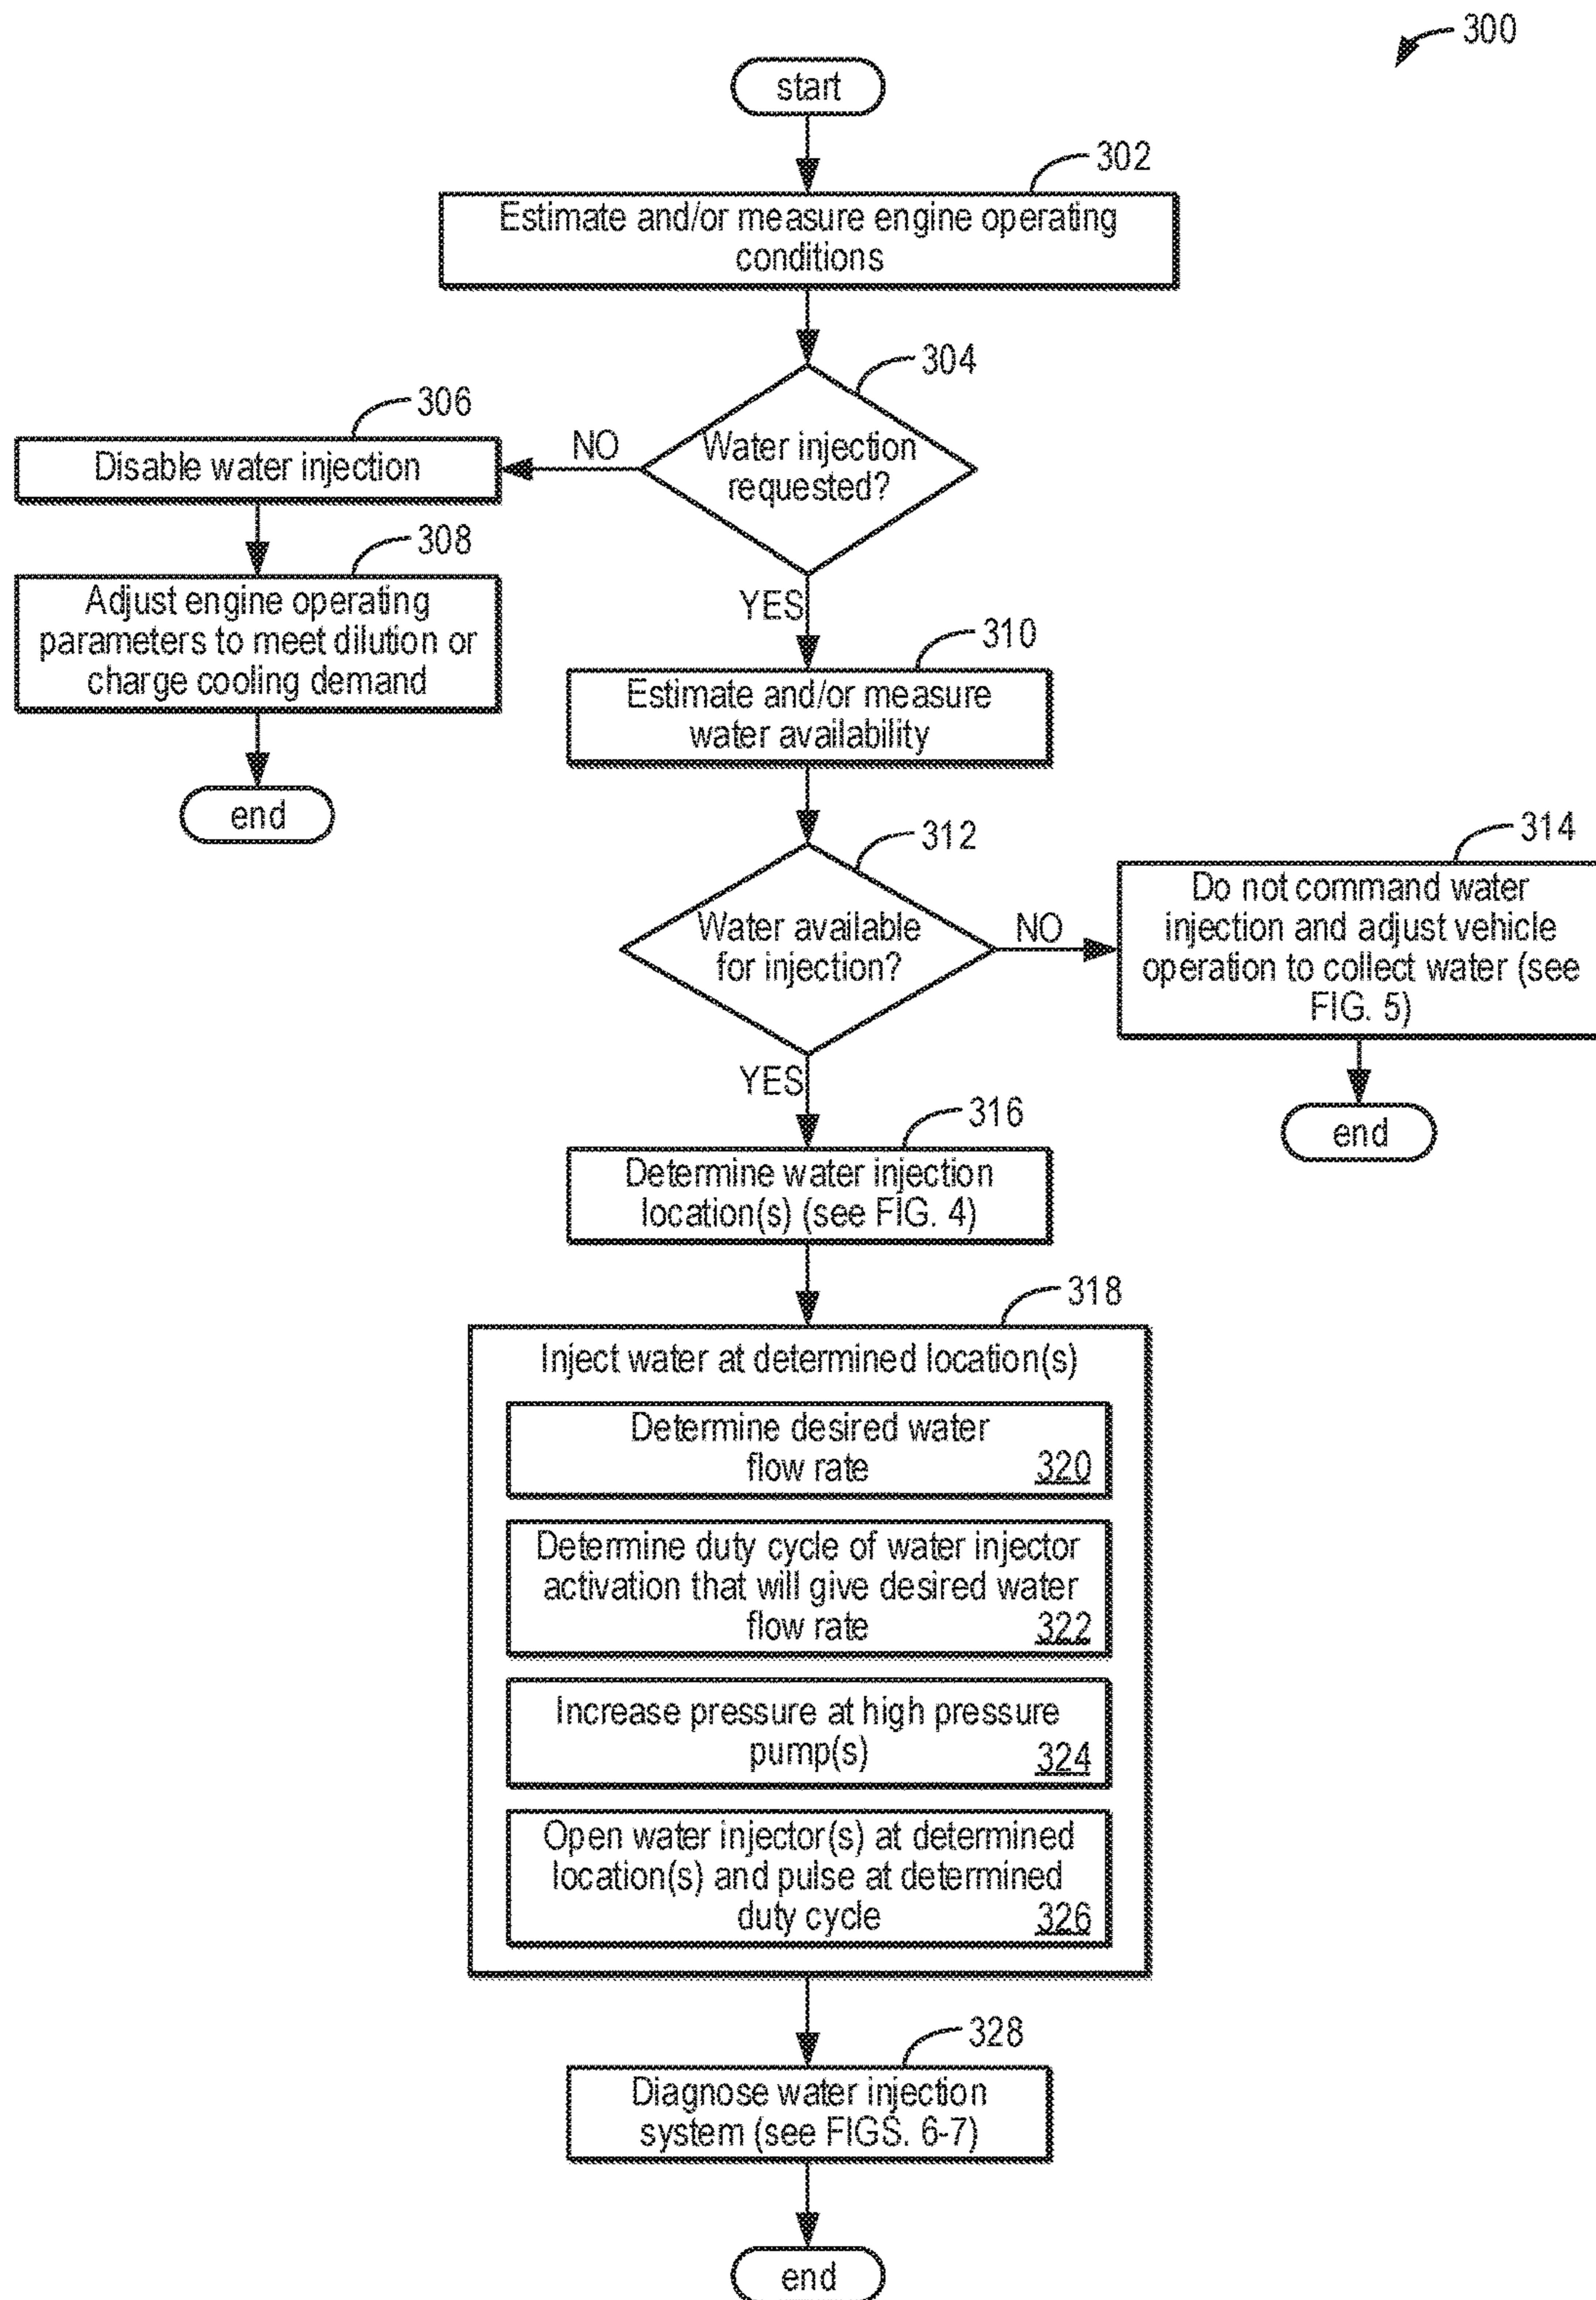 300
start
302
Estimate and/or measure engine operating
conditions
304
Water injection
requested?
NO
306
Disable water injection
308
Adjust engine operating
parameters to meet dilution or
charge cooling demand
end
YES
310
Estimate and/or measure
water availability
312
Water available
for injection?
NO
314
Do not command water
injection and adjust vehicle
operation to collect water (see
FIG. 5)
end
YES
316
Determine water injection
location(s) (see FIG. 4)
318
Inject water at determined location(s)
Determine desired water
flow rate 320
Determine duty cycle of water injector
activation that will give desired water
flow rate 322
Increase pressure at high pressure
pump(s) 324
Open water injector(s) at determined
location(s) and pulse at determined
duty cycle 326
328
Diagnose water injection
system (see FIGS. 6-7)
end